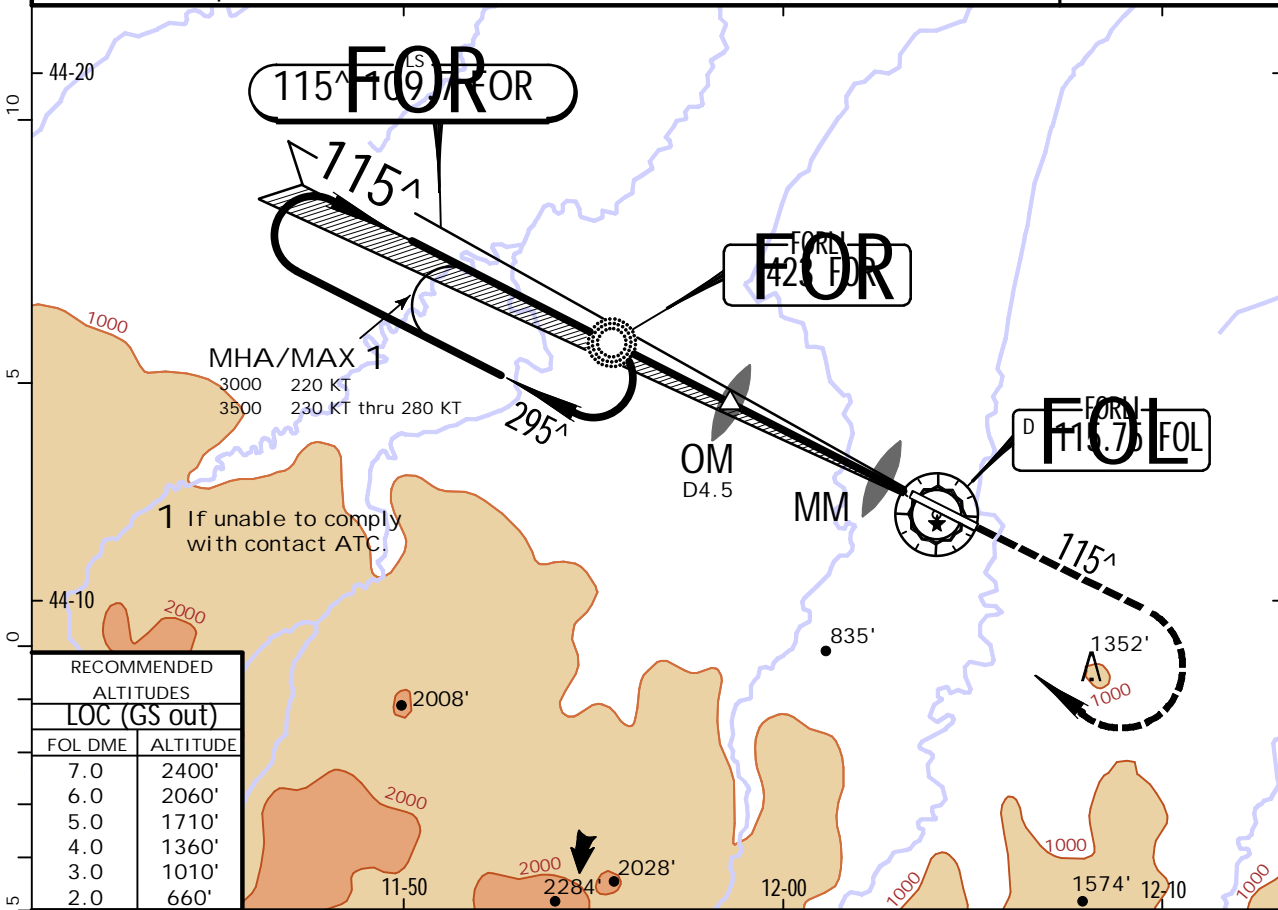 44-20
10
LS
115^ 109.7 FOR
FOR
115^
FORLI
423 FOR
FOR
1000
5
MHA/MAX 1
3000 220 KT
3500 230 KT thru 280 KT
295^
OM
D4.5
MM
FORLI
D 115.75 FOL
FOL
1 If unable to comply
with contact ATC.
115^
44-10
2000
0
835'
1352'
1000
2008'
RECOMMENDED
ALTITUDES
LOC (GS out)
FOL DME ALTITUDE
7.0 2400'
6.0 2060'
5.0 1710'
4.0 1360'
3.0 1010'
2.0 660'
2000
2000
2028'
2284'
1000
1000
1574'
1000
11-50
12-00
12-10
5